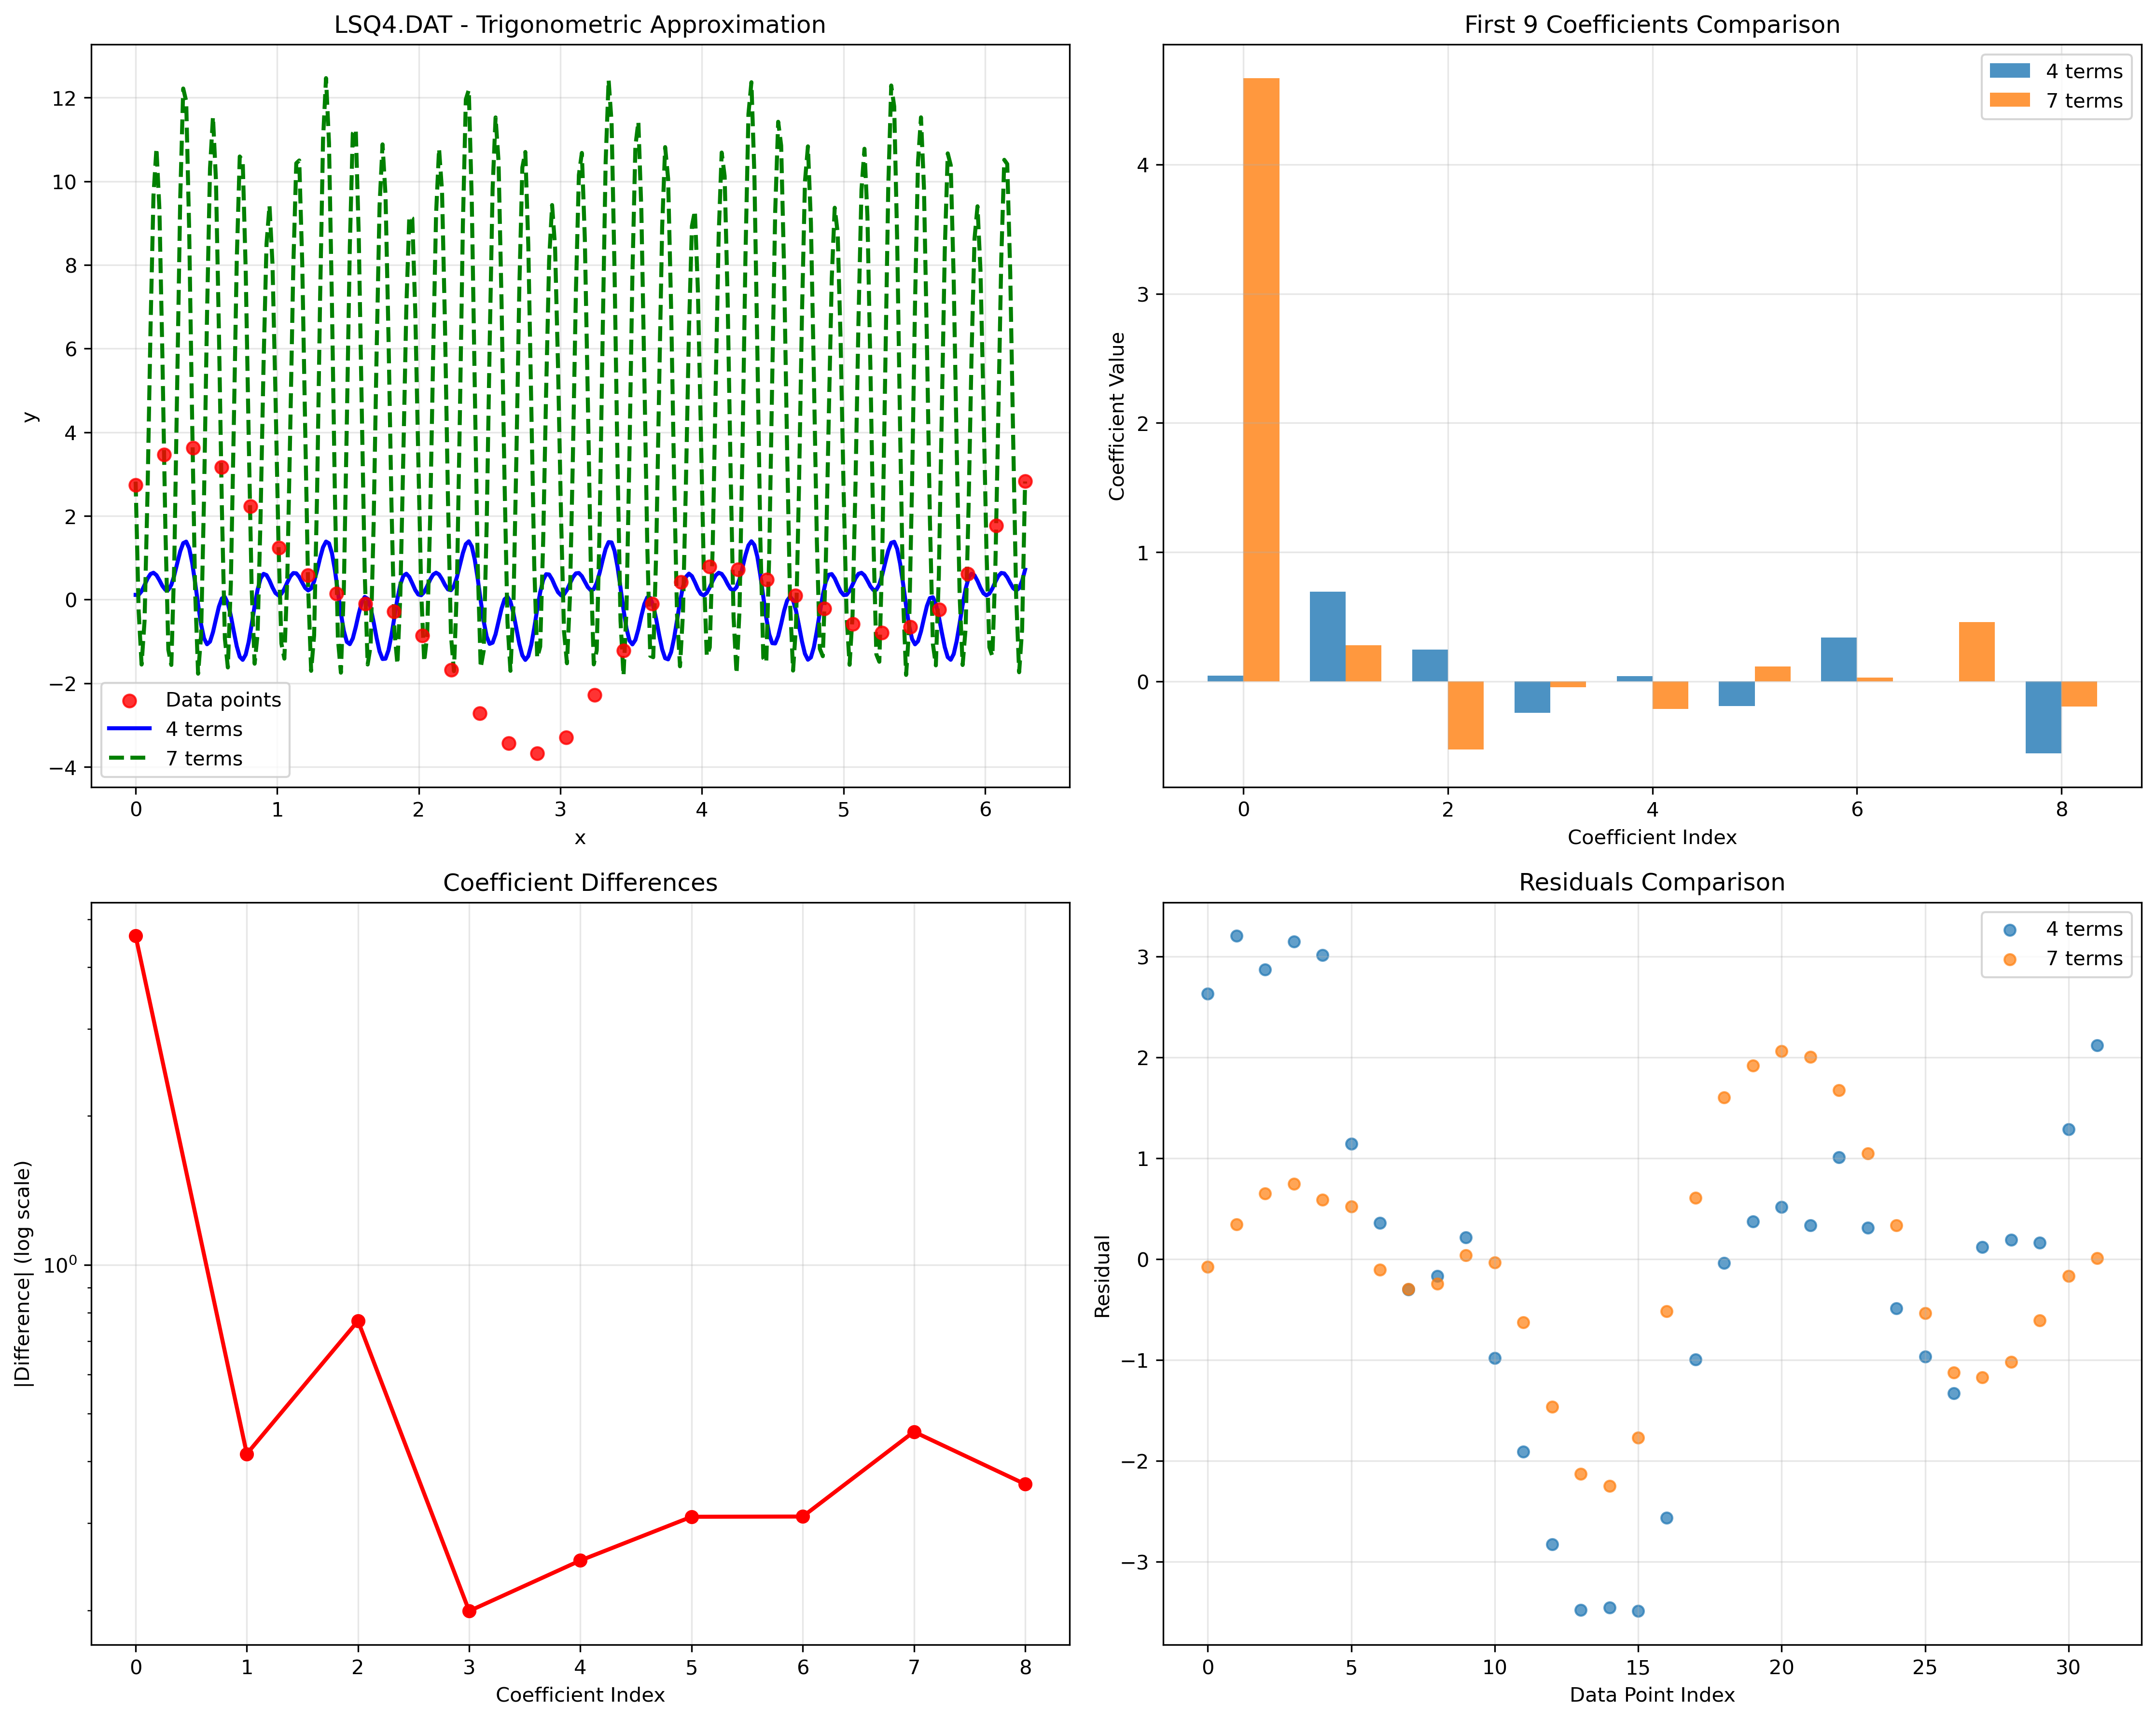 LSQ4.DAT - Trigonometric Approximation
12
10
8
6
4
2
0
−2
−4
y
Data points
4 terms
7 terms
0 1 2 3 4 5 6
x
First 9 Coefficients Comparison
4 terms
7 terms
4
3
2
1
0
Coefficient Value
0 2 4 6 8
Coefficient Index
Coefficient Differences
|Difference| (log scale)
10⁰
0 1 2 3 4 5 6 7 8
Coefficient Index
Residuals Comparison
4 terms
7 terms
3
2
1
0
−1
−2
−3
Residual
0 5 10 15 20 25 30
Data Point Index